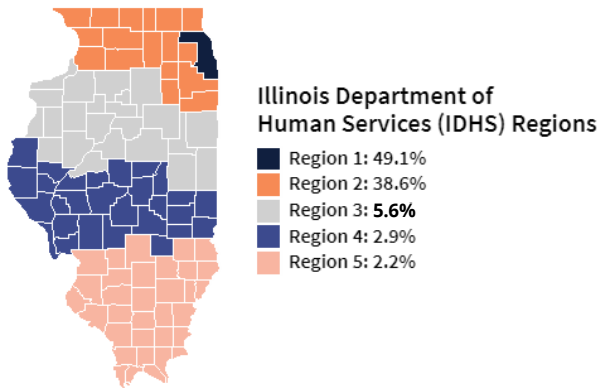 Illinois Department of
Human Services (IDHS) Regions
Region 1: 49.1%
Region 2: 38.6%
Region 3: 5.6%
Region 4: 2.9%
Region 5: 2.2%